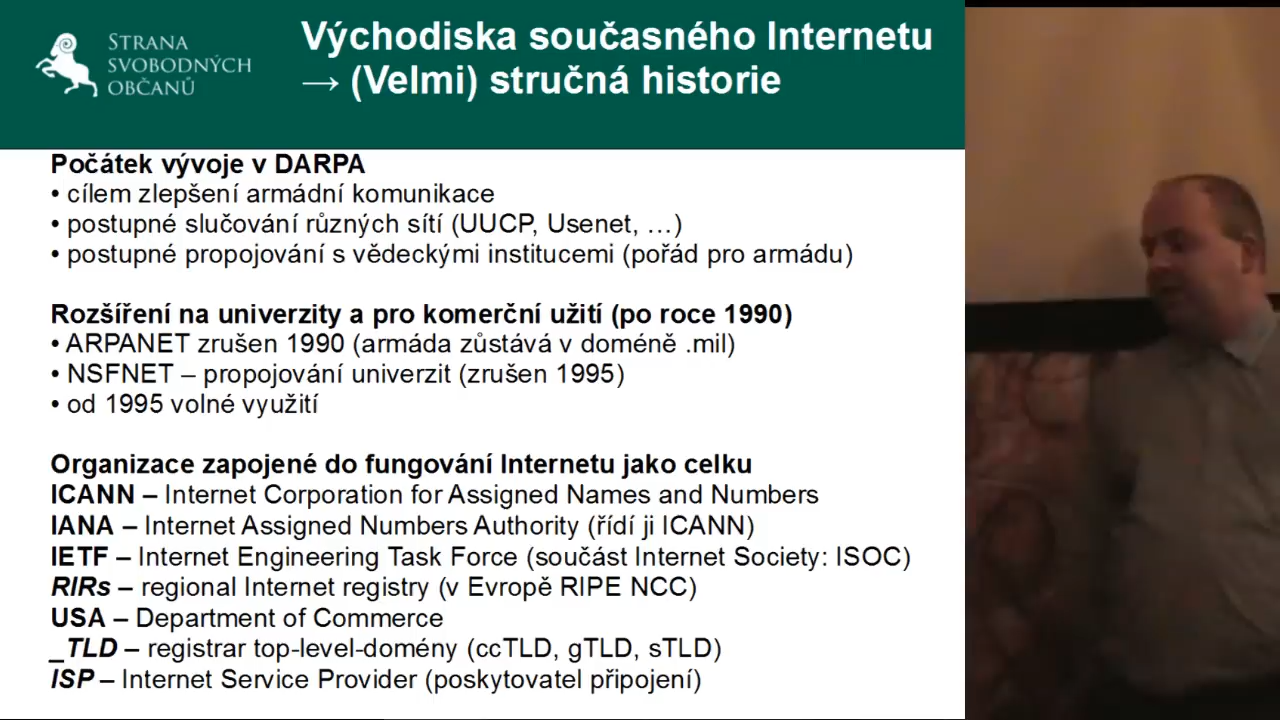 STRANA
SVOBODNÝCH
OBČANŮ
Východiska současného Internetu
→ (Velmi) stručná historie
Počátek vývoje v DARPA
• cílem zlepšení armádní komunikace
• postupné slučování různých sítí (UUCP, Usenet, …)
• postupné propojování s vědeckými institucemi (pořád pro armádu)
Rozšíření na univerzity a pro komerční užití (po roce 1990)
• ARPANET zrušen 1990 (armáda zůstává v doméně .mil)
• NSFNET – propojování univerzit (zrušen 1995)
• od 1995 volné využití
Organizace zapojené do fungování Internetu jako celku
ICANN – Internet Corporation for Assigned Names and Numbers
IANA – Internet Assigned Numbers Authority (řídí ji ICANN)
IETF – Internet Engineering Task Force (součást Internet Society: ISOC)
RIRs – regional Internet registry (v Evropě RIPE NCC)
USA – Department of Commerce
_TLD – registrar top-level-domény (ccTLD, gTLD, sTLD)
ISP – Internet Service Provider (poskytovatel připojení)